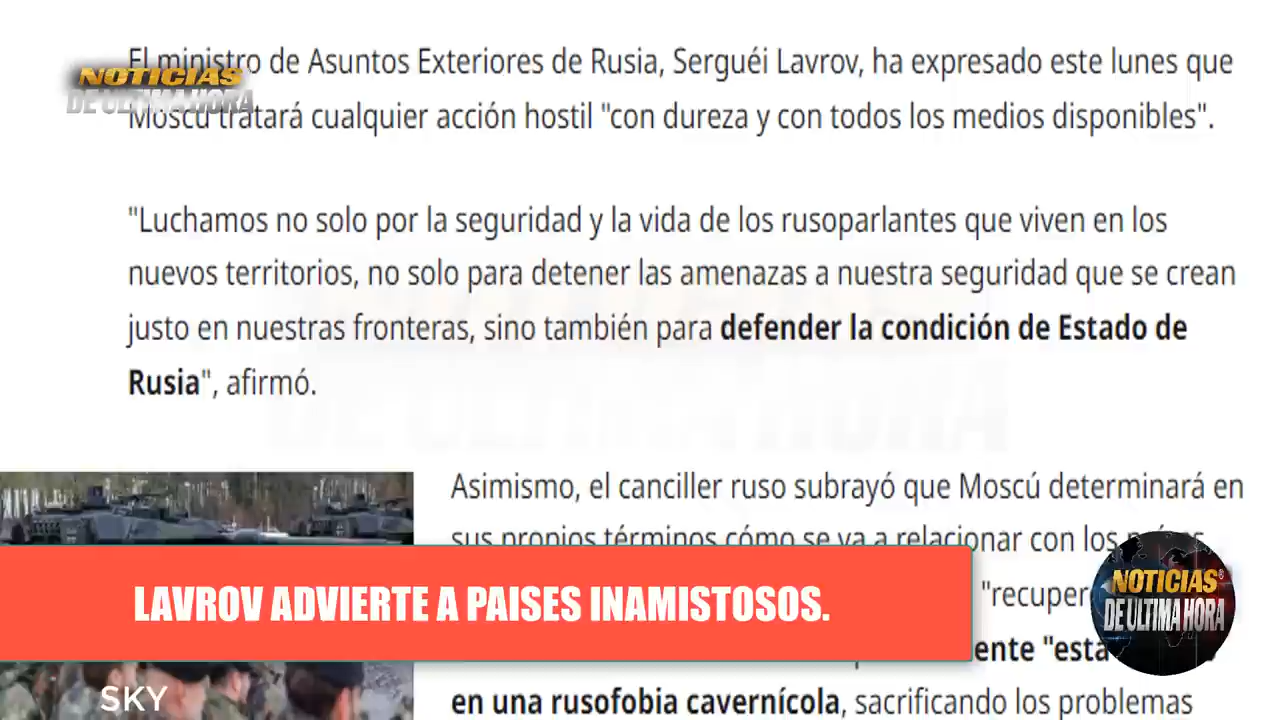 NOTICIAS
DE ULTIMA HORA
El ministro de Asuntos Exteriores de Rusia, Serguéi Lavrov, ha expresado este lunes que
Moscú tratará cualquier acción hostil "con dureza y con todos los medios disponibles".
"Luchamos no solo por la seguridad y la vida de los rusoparlantes que viven en los
nuevos territorios, no solo para detener las amenazas a nuestra seguridad que se crean
justo en nuestras fronteras, sino también para defender la condición de Estado de
Rusia", afirmó.
Asimismo, el canciller ruso subrayó que Moscú determinará en
sus propios términos cómo se va a relacionar con los países
LAVROV ADVIERTE A PAISES INAMISTOSOS.
NOTICIAS
DE ULTIMA HORA
en una rusofobia cavernícola, sacrificando los problemas
SKY